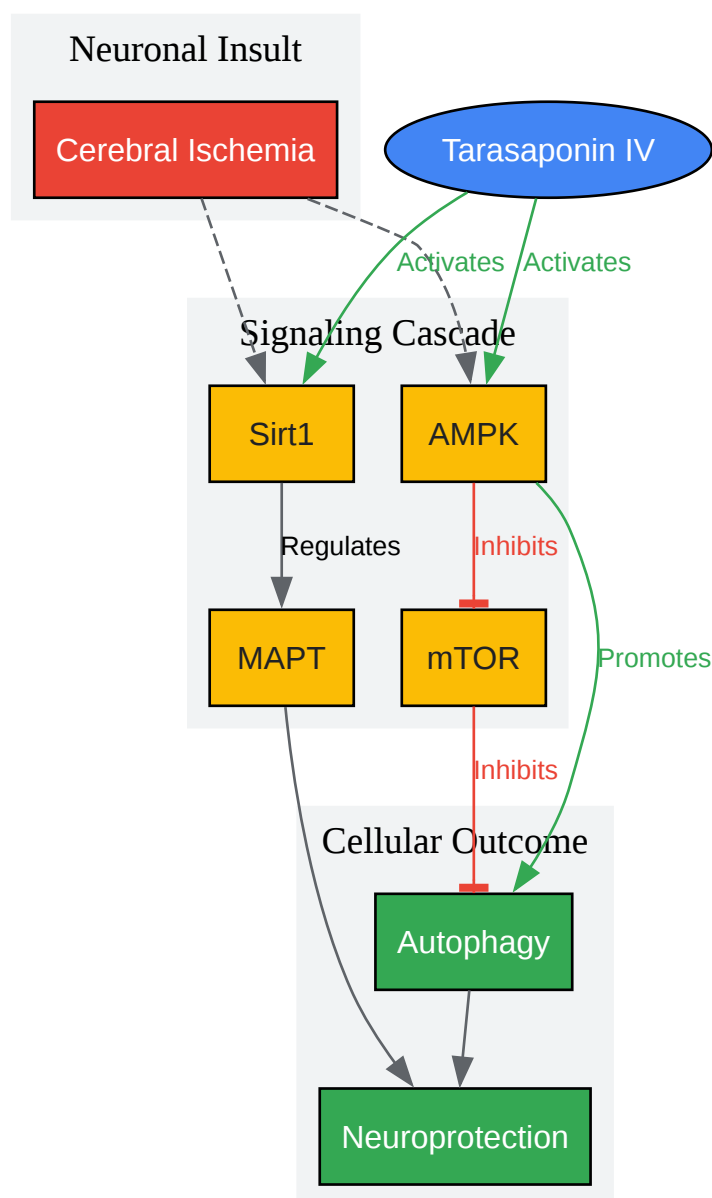 Neuronal Insult
Cerebral Ischemia
Tarasaponin IV
Activates
Activates
Signaling Cascade
Sirt1
AMPK
Regulates
Inhibits
MAPT
mTOR
Promotes
Inhibits
Cellular Outcome
Autophagy
Neuroprotection